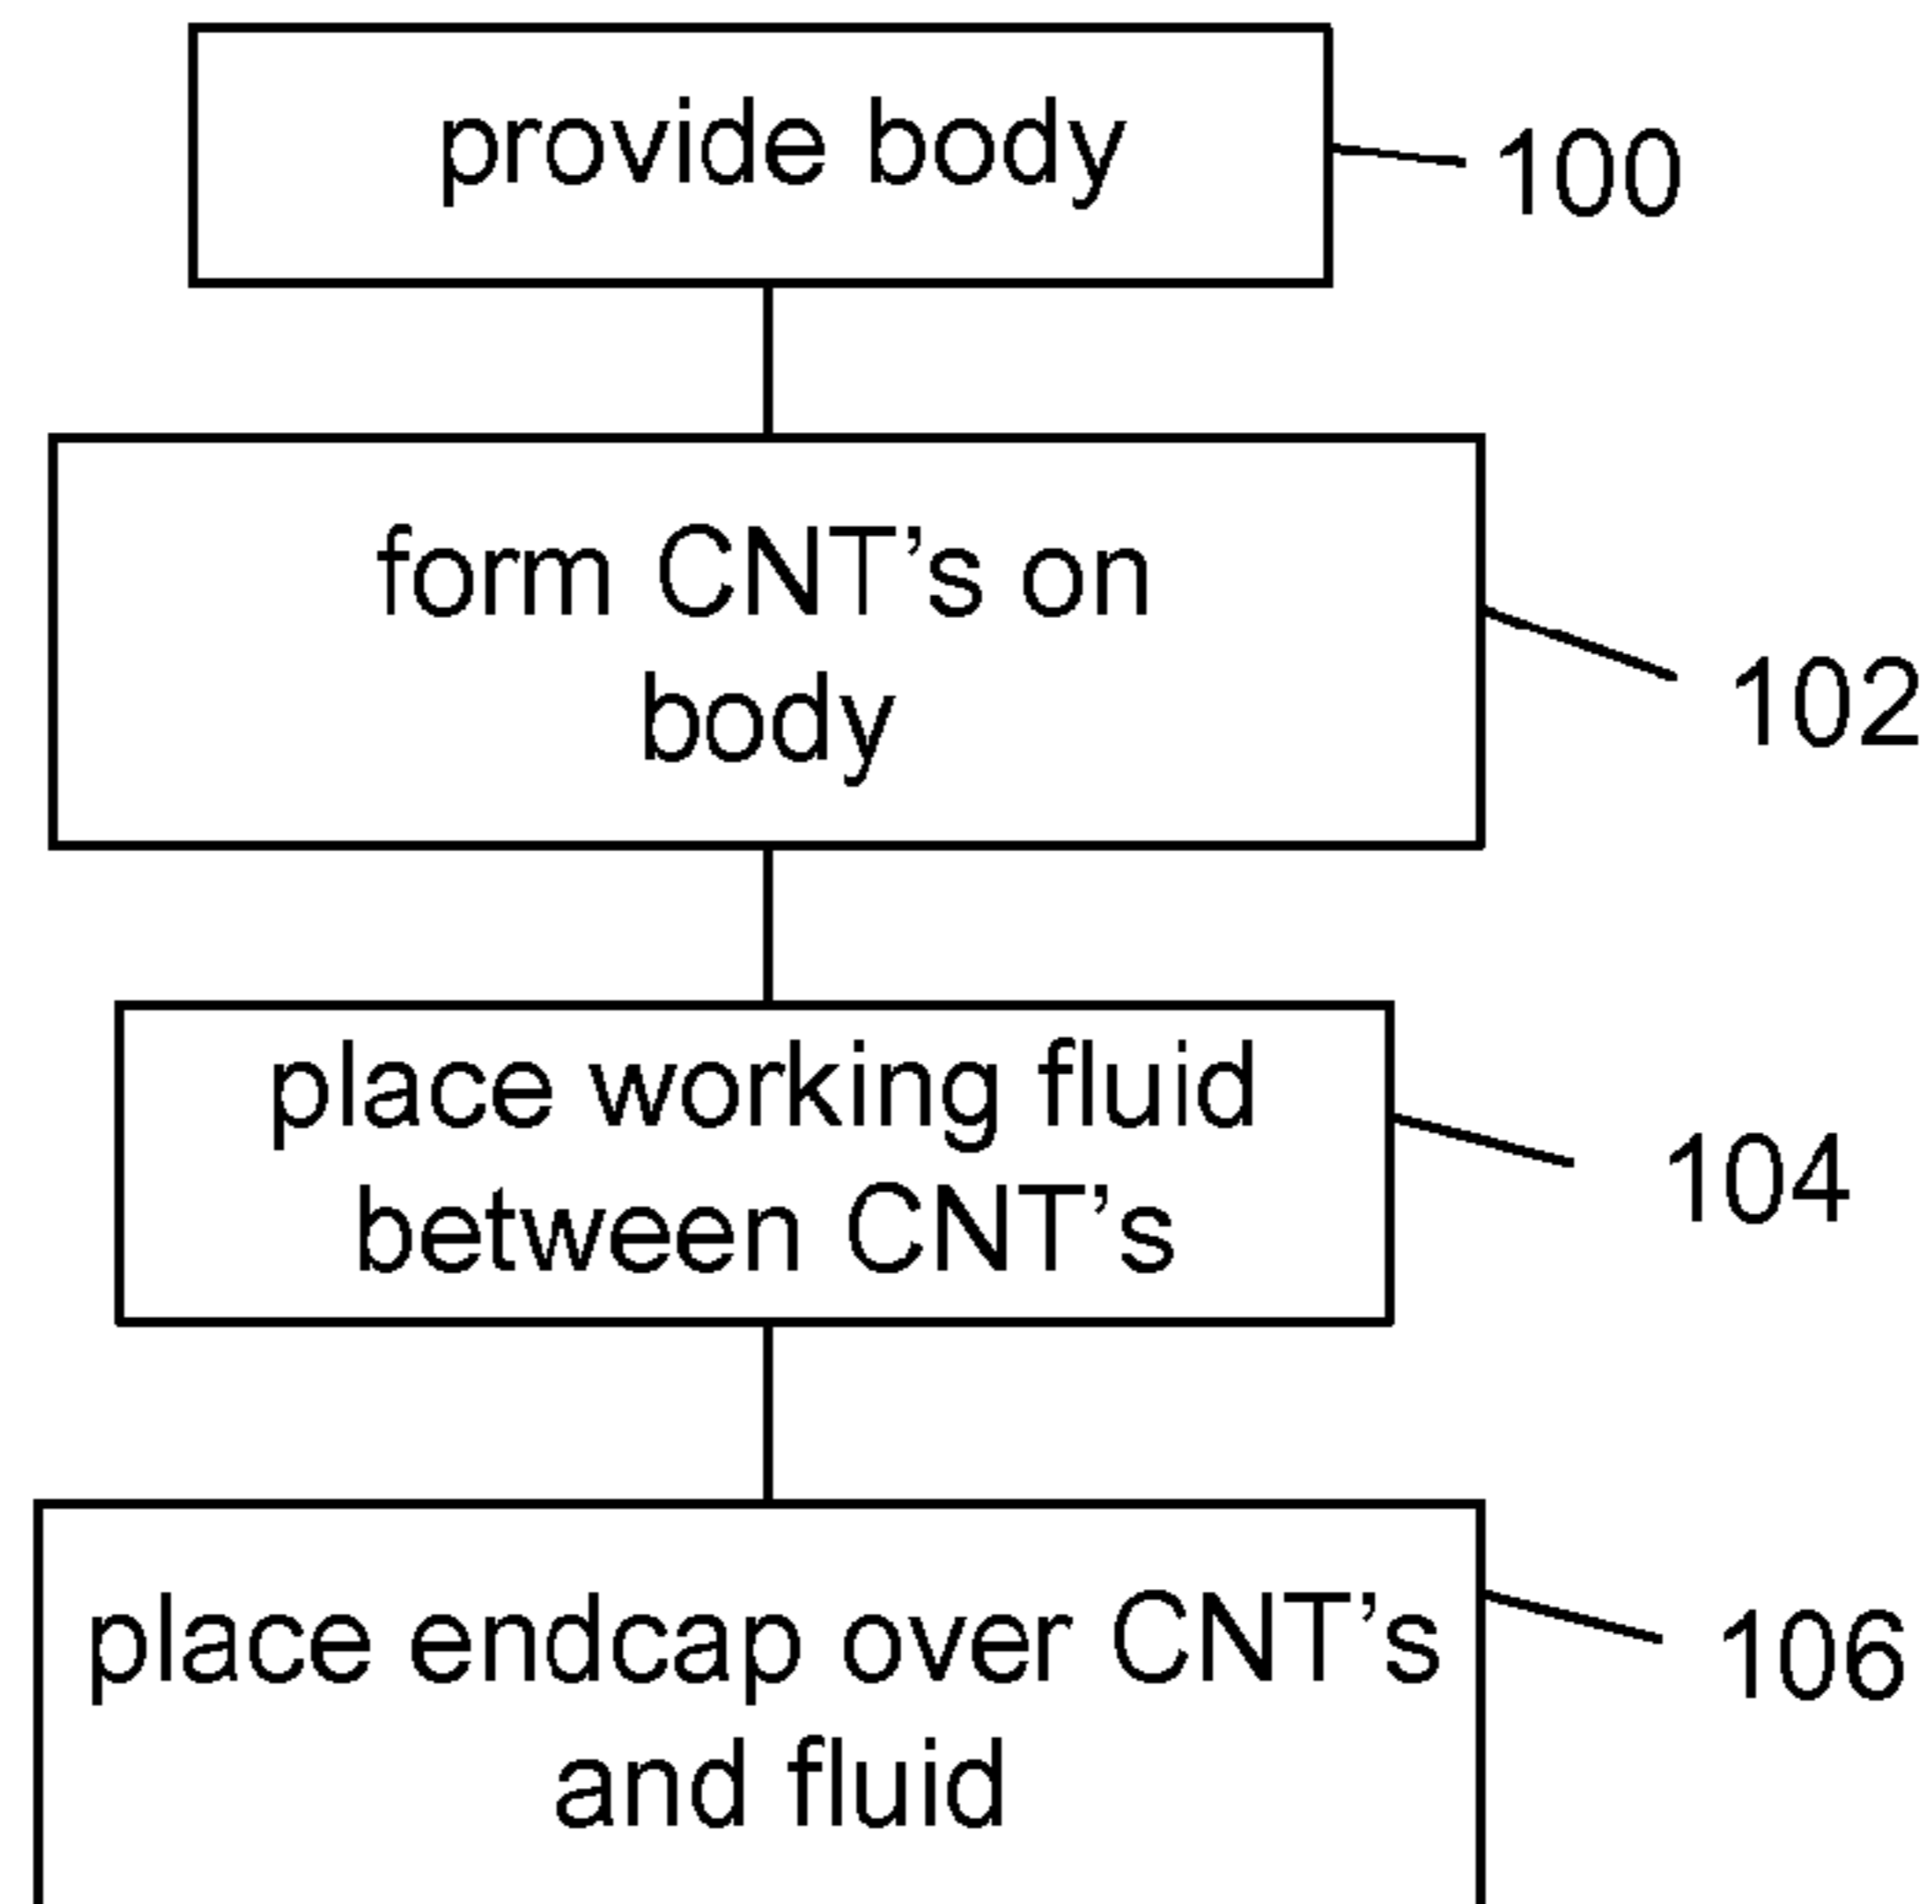 provide body
100
form CNT’s on
body
102
place working fluid
between CNT’s
104
place endcap over CNT’s
and fluid
106